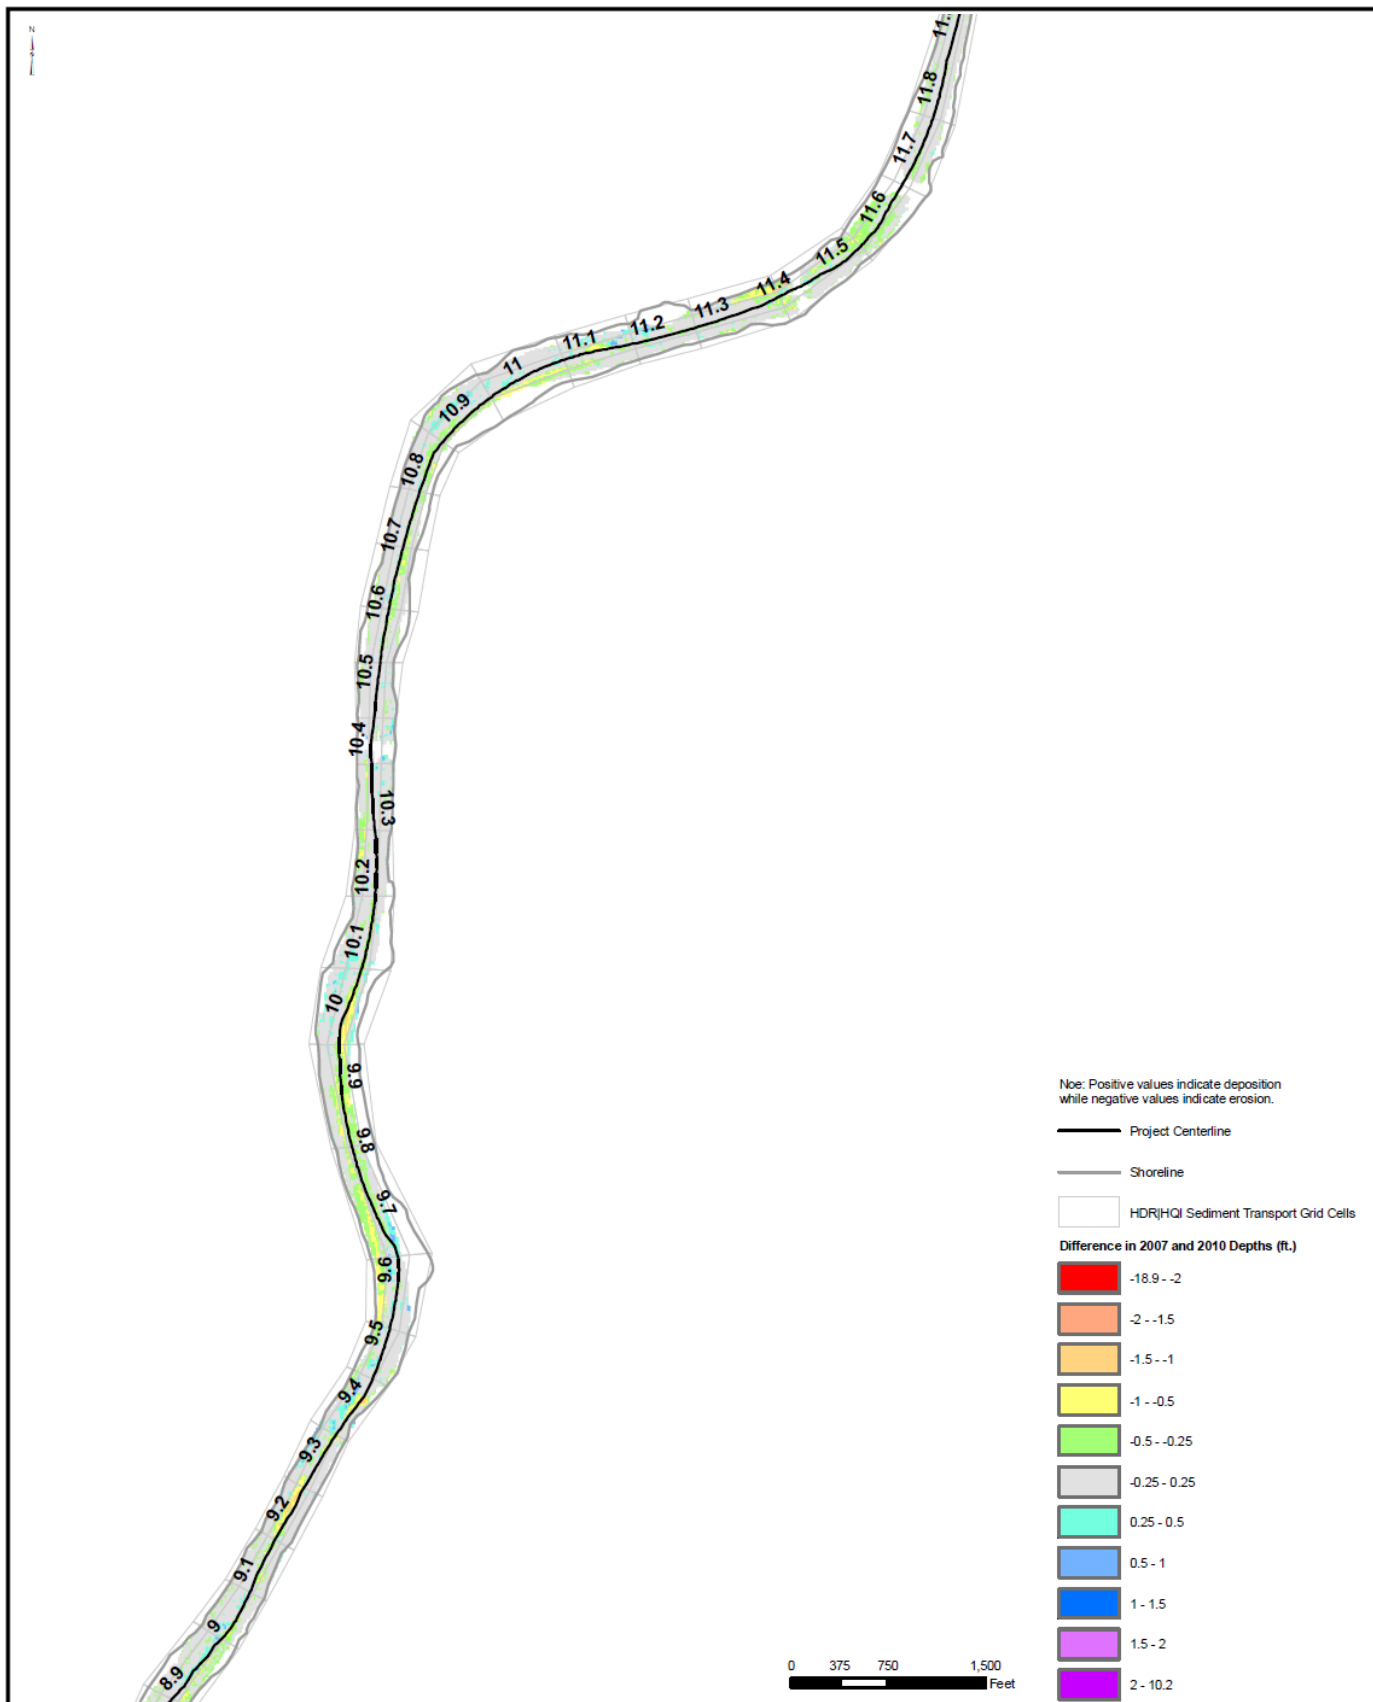 N
11.
11.8
11.7
11.6
11.5
11.4
11.3
11.2
11.1
11
10.9
10.8
10.7
10.6
10.5
10.4
10.3
10.2
10.1
10
9.9
9.8
9.7
9.6
9.5
9.4
9.3
9.2
9.1
9
8.9
Noe: Positive values indicate deposition
while negative values indicate erosion.
Project Centerline
Shoreline
HDR|HQI Sediment Transport Grid Cells
Difference in 2007 and 2010 Depths (ft.)
-18.9 - -2
-2 - -1.5
-1.5 - -1
-1 - -0.5
-0.5 - -0.25
-0.25 - 0.25
0.25 - 0.5
0.5 - 1
1 - 1.5
1.5 - 2
2 - 10.2
0 375 750 1,500
Feet